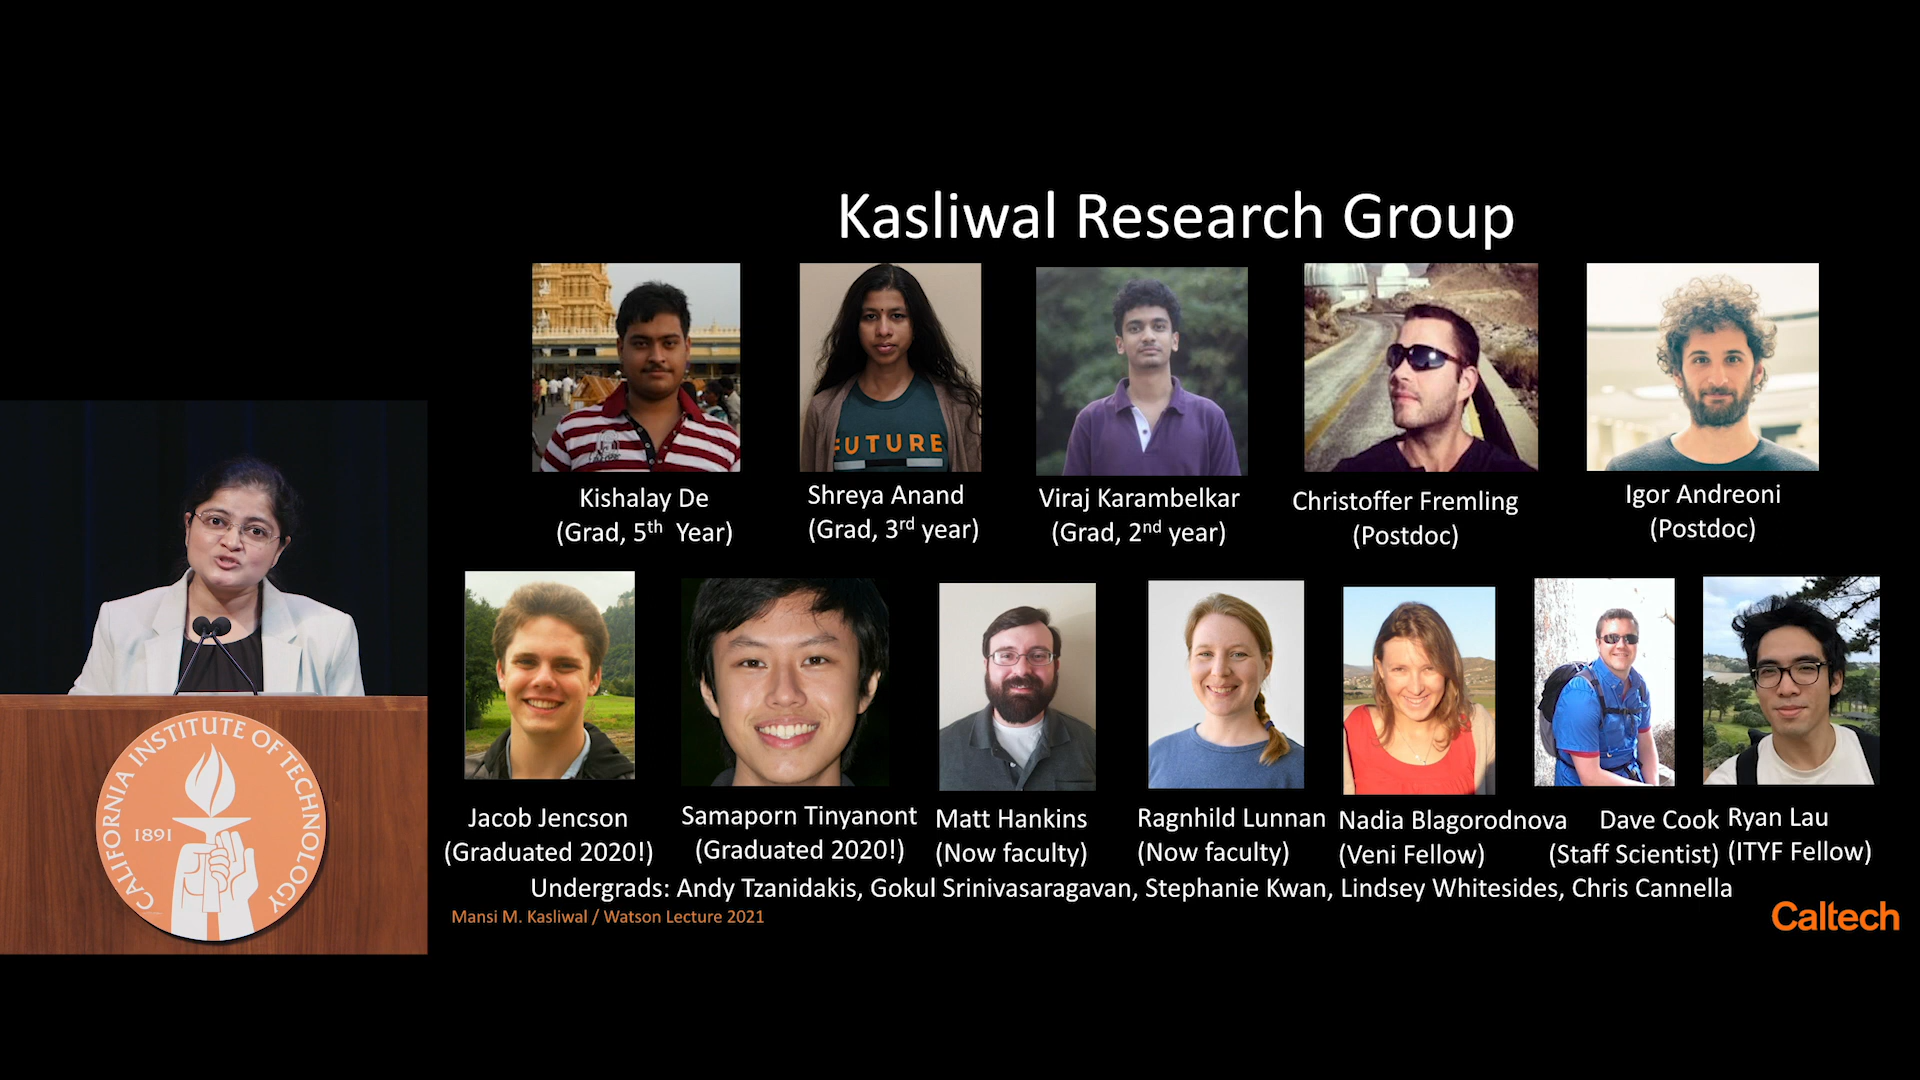 Kasliwal Research Group
FUTURE
Kishalay De
(Grad, 5th Year)
Shreya Anand
(Grad, 3rd year)
Viraj Karambelkar
(Grad, 2nd year)
Christoffer Fremling
(Postdoc)
Igor Andreoni
(Postdoc)
Jacob Jencson
(Graduated 2020!)
Samaporn Tinyanont
(Graduated 2020!)
Matt Hankins
(Now faculty)
Ragnhild Lunnan
(Now faculty)
Nadia Blagorodnova
(Veni Fellow)
Dave Cook
(Staff Scientist)
Ryan Lau
(ITYF Fellow)
Undergrads: Andy Tzanidakis, Gokul Srinivasaragavan, Stephanie Kwan, Lindsey Whitesides, Chris Cannella
Mansi M. Kasliwal / Watson Lecture 2021
Caltech
CALIFORNIA INSTITUTE OF TECHNOLOGY
1891